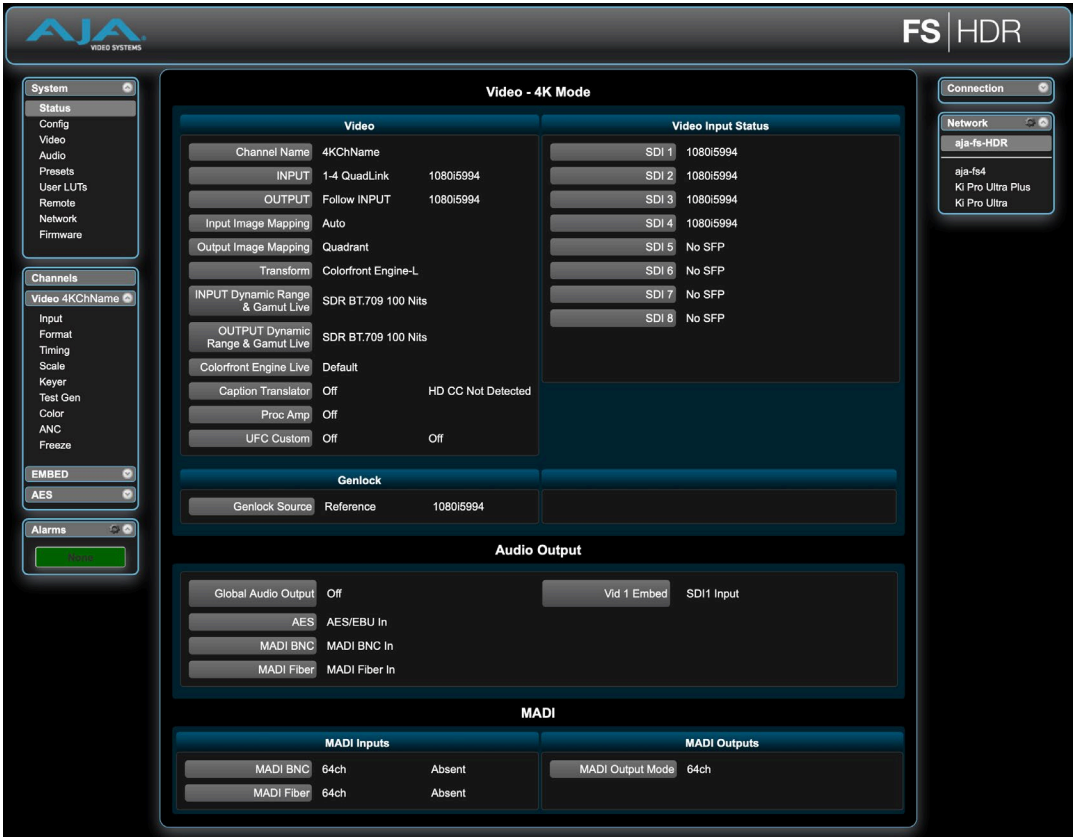 AJA
VIDEO SYSTEMS
FS | HDR
System
Status
Config
Video
Audio
Presets
User LUTs
Remote
Network
Firmware
Channels
Video 4KChName
Input
Format
Timing
Scale
Keyer
Test Gen
Color
ANC
Freeze
EMBED
AES
Alarms
None
Video - 4K Mode
Video
Channel Name 4KChName
INPUT 1-4 QuadLink 1080i5994
OUTPUT Follow INPUT 1080i5994
Input Image Mapping Auto
Output Image Mapping Quadrant
Transform Colorfront Engine-L
INPUT Dynamic Range
& Gamut Live SDR BT.709 100 Nits
OUTPUT Dynamic
Range & Gamut Live SDR BT.709 100 Nits
Colorfront Engine Live Default
Caption Translator Off HD CC Not Detected
Proc Amp Off
UFC Custom Off Off
Video Input Status
SDI 1 1080i5994
SDI 2 1080i5994
SDI 3 1080i5994
SDI 4 1080i5994
SDI 5 No SFP
SDI 6 No SFP
SDI 7 No SFP
SDI 8 No SFP
Genlock
Genlock Source Reference 1080i5994
Audio Output
Global Audio Output Off
AES AES/EBU In
MADI BNC MADI BNC In
MADI Fiber MADI Fiber In
Vid 1 Embed SDI1 Input
MADI
MADI Inputs
MADI BNC 64ch Absent
MADI Fiber 64ch Absent
MADI Outputs
MADI Output Mode 64ch
Connection
Network
aja-fs-HDR
aja-fs4
Ki Pro Ultra Plus
Ki Pro Ultra